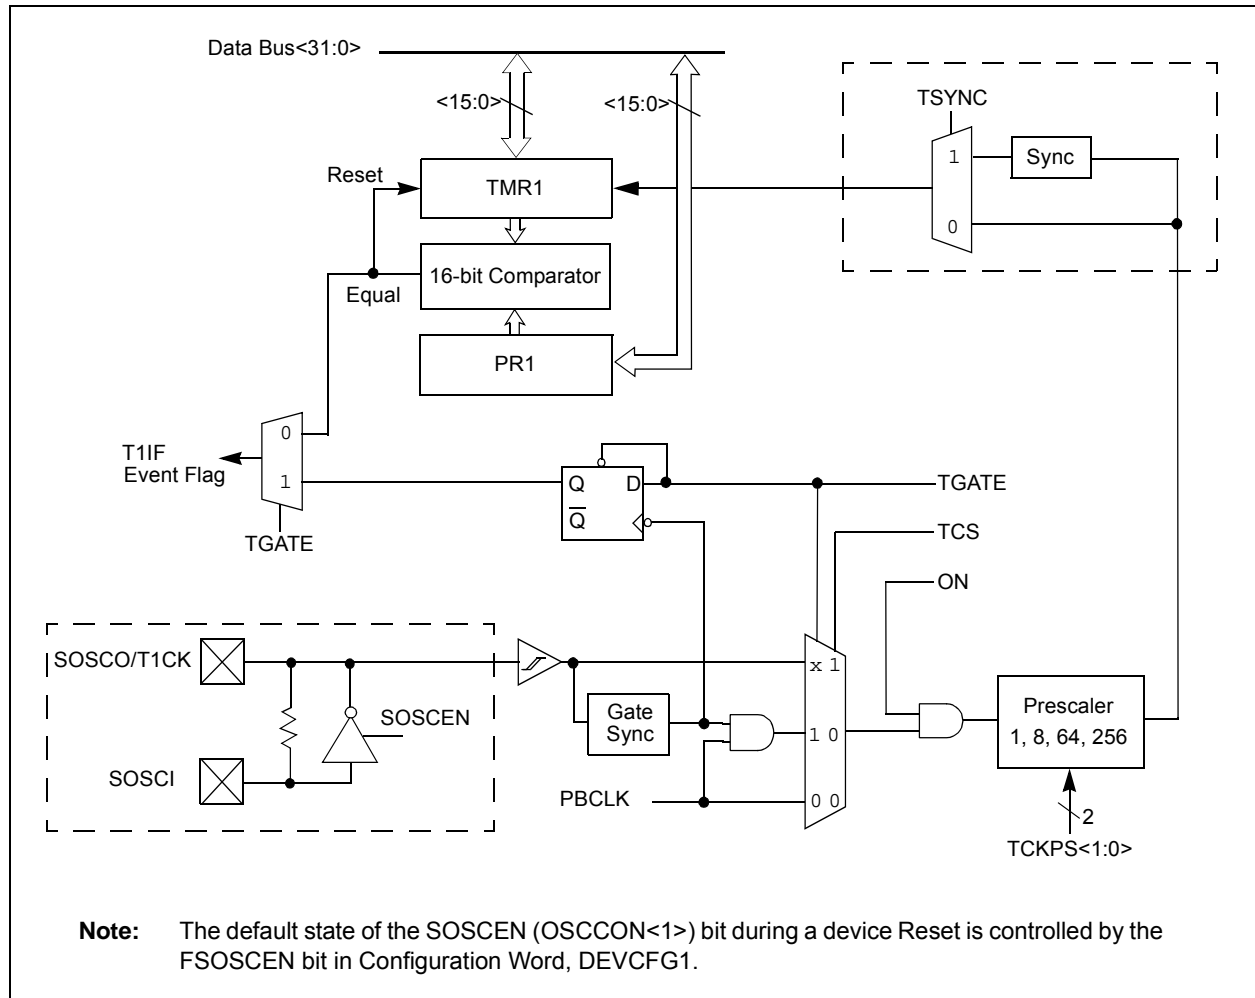 Data Bus<31:0>
<15:0>
<15:0>
TSYNC
1
Sync
Reset
TMR1
0
16-bit Comparator
Equal
PR1
0
T1IF
Event Flag
1
Q
D
TGATE
Q
TGATE
TCS
ON
SOSCO/T1CK
x 1
SOSCEN
Gate
Sync
1 0
Prescaler
1, 8, 64, 256
SOSCI
PBCLK
0 0
2
TCKPS<1:0>
Note: The default state of the SOSCEN (OSCCON<1>) bit during a device Reset is controlled by the
FSOSCEN bit in Configuration Word, DEVCFG1.